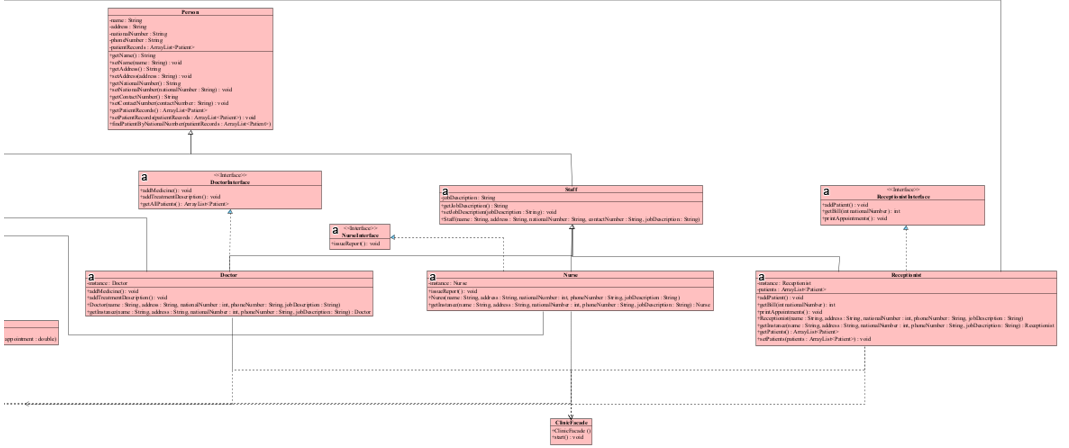 Person
-name : String
-address : String
-nationalNumber : String
-phoneNumber : String
-patientRecords : ArrayList<Patient>
+getName() : String
+setName(name : String) : void
+getAddress() : String
+setAddress(address : String) : void
+getNationalNumber() : String
+setNationalNumber(nationalNumber : String) : void
+getContactNumber() : String
+setContactNumber(contactNumber : String) : void
+getPatientRecords() : ArrayList<Patient>
+setPatientRecords(patientRecords : ArrayList<Patient>) : void
+findPatientByNationalNumber(patientRecords : ArrayList<Patient>)
a
<<Interface>>
DoctorInterface
+addMedicine() : void
+addTreatmentDescription() : void
+getAllPatients() : ArrayList<Patient>
a
Staff
-jobDescription : String
+getJobDescription() : String
+setJobDescription(jobDescription : String) : void
+Staff(name : String, address : String, nationalNumber : String, contactNumber : String, jobDescription : String)
a
<<Interface>>
ReceptionistInterface
+addPatient() : void
+getBill(int nationalNumber) : int
+printAppointments() : void
a
<<Interface>>
NurseInterface
+issueReport() : void
a
Doctor
-instance : Doctor
+addMedicine() : void
+addTreatmentDescription() : void
+Doctor(name : String, address : String, nationalNumber : int, phoneNumber : String, jobDescription : String)
+getInstance(name : String, address : String, nationalNumber : int, phoneNumber : String, jobDescription : String) : Doctor
a
Nurse
-instance : Nurse
+issueReport() : void
+Nurse(name : String, address : String, nationalNumber : int, phoneNumber : String, jobDescription : String)
+getInstance(name : String, address : String, nationalNumber : int, phoneNumber : String, jobDescription : String) : Nurse
a
Receptionist
-instance : Receptionist
-patients : ArrayList<Patient>
+addPatient() : void
+getBill(int nationalNumber) : int
+printAppointments() : void
+Receptionist(name : String, address : String, nationalNumber : int, phoneNumber : String, jobDescription : String)
+getInstance(name : String, address : String, nationalNumber : int, phoneNumber : String, jobDescription : String) : Receptionist
+getPatients() : ArrayList<Patient>
+setPatients(patients : ArrayList<Patient>) : void
appointment : double)
ClinicFacade
+ClinicFacade ()
+start() : void